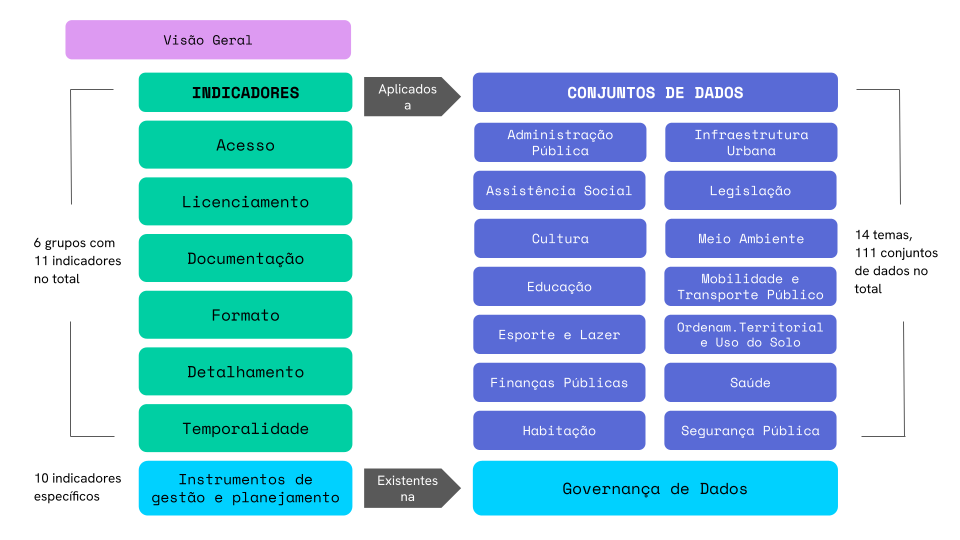 Visão Geral
INDICADORES
Aplicados
a
CONJUNTOS DE DADOS
6 grupos com
11 indicadores
no total
Acesso
Licenciamento
Documentação
Formato
Detalhamento
Temporalidade
Administração
Pública
Infraestrutura
Urbana
Assistência Social
Legislação
Cultura
Meio Ambiente
Educação
Mobilidade e
Transporte Público
Esporte e Lazer
Ordenam.Territorial
e Uso do Solo
Finanças Públicas
Saúde
Habitação
Segurança Pública
14 temas,
111 conjuntos
de dados no
total
10 indicadores
específicos
Instrumentos de
gestão e planejamento
Existentes
na
Governança de Dados